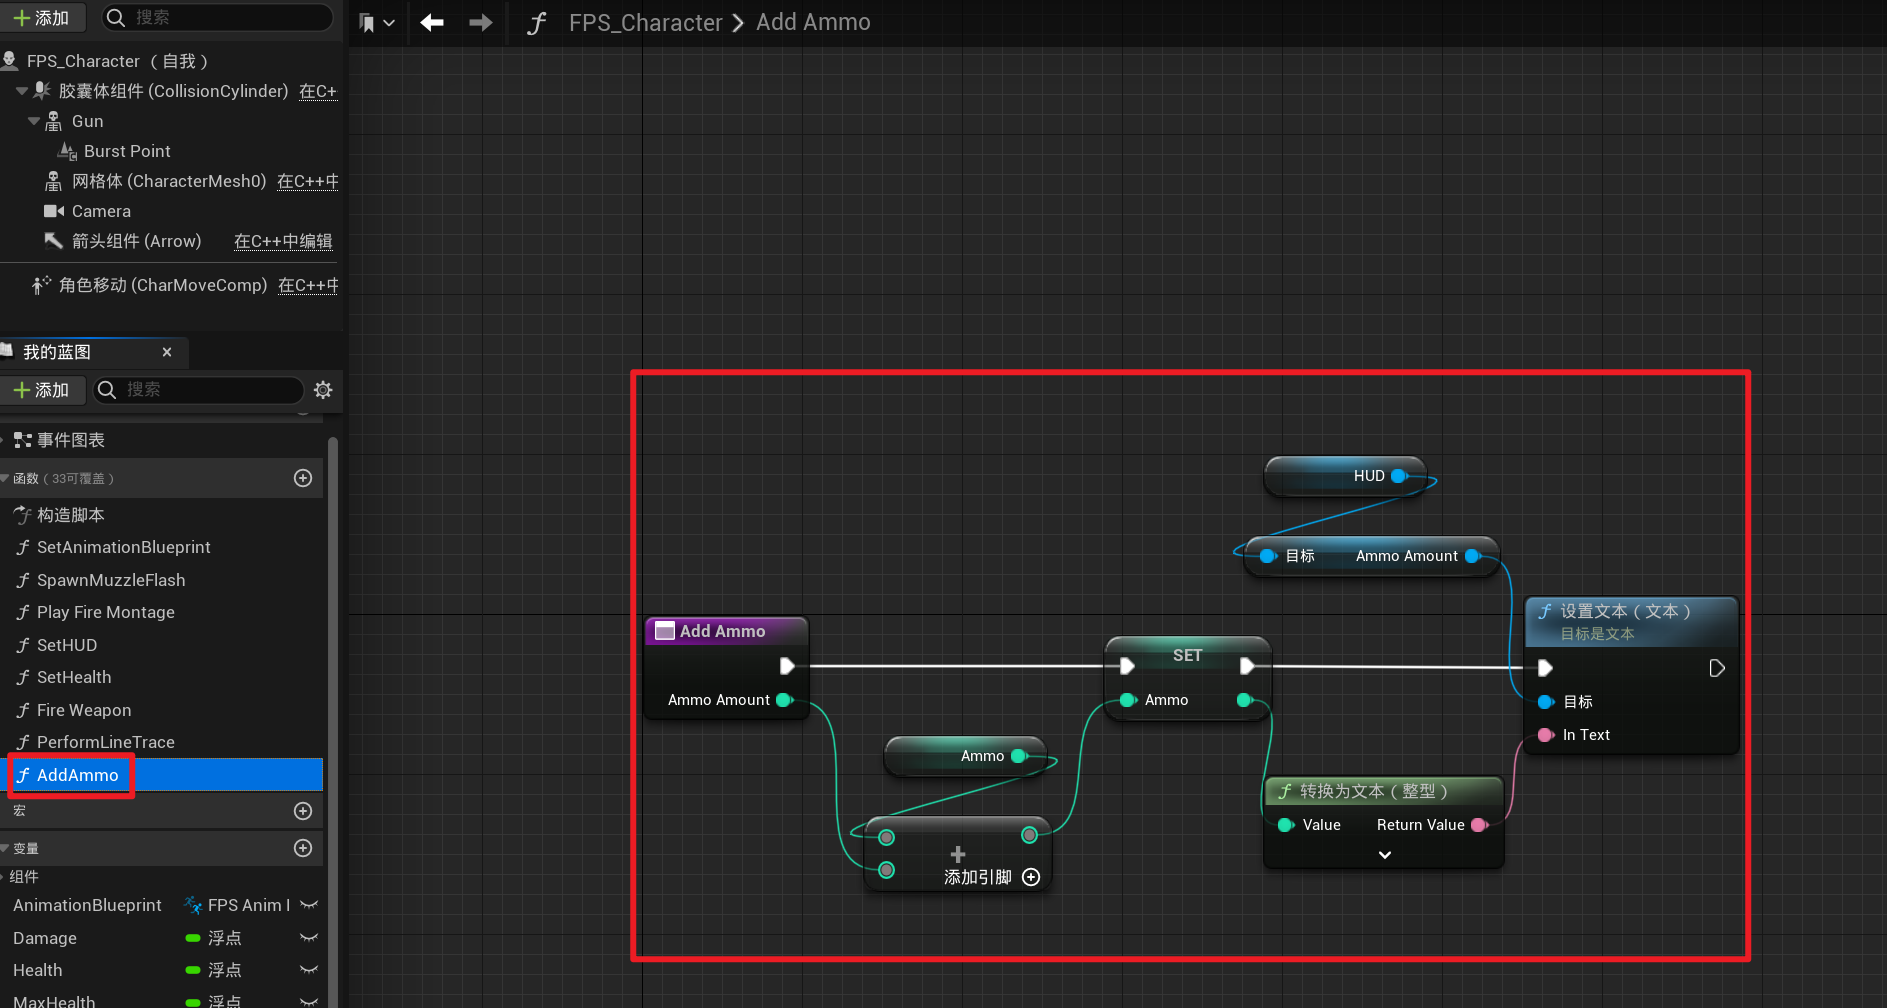 添加
搜索
FPS_Character（自我）
胶囊体组件 (CollisionCylinder) 在C+
Gun
Burst Point
网格体 (CharacterMesh0) 在C++中
Camera
箭头组件 (Arrow) 在C++中编辑
角色移动 (CharMoveComp) 在C++中
我的蓝图
添加
搜索
事件图表
函数（33可覆盖）
构造脚本
SetAnimationBlueprint
SpawnMuzzleFlash
Play Fire Montage
SetHUD
SetHealth
Fire Weapon
PerformLineTrace
AddAmmo
宏
变量
组件
AnimationBlueprint FPS Anim I
Damage 浮点
Health 浮点
MaxHealth 浮点
FPS_Character > Add Ammo
HUD
目标 Ammo Amount
Add Ammo
Ammo Amount
SET
Ammo
Ammo
添加引脚
设置文本（文本）
目标是文本
目标
In Text
转换为文本（整型）
Value Return Value